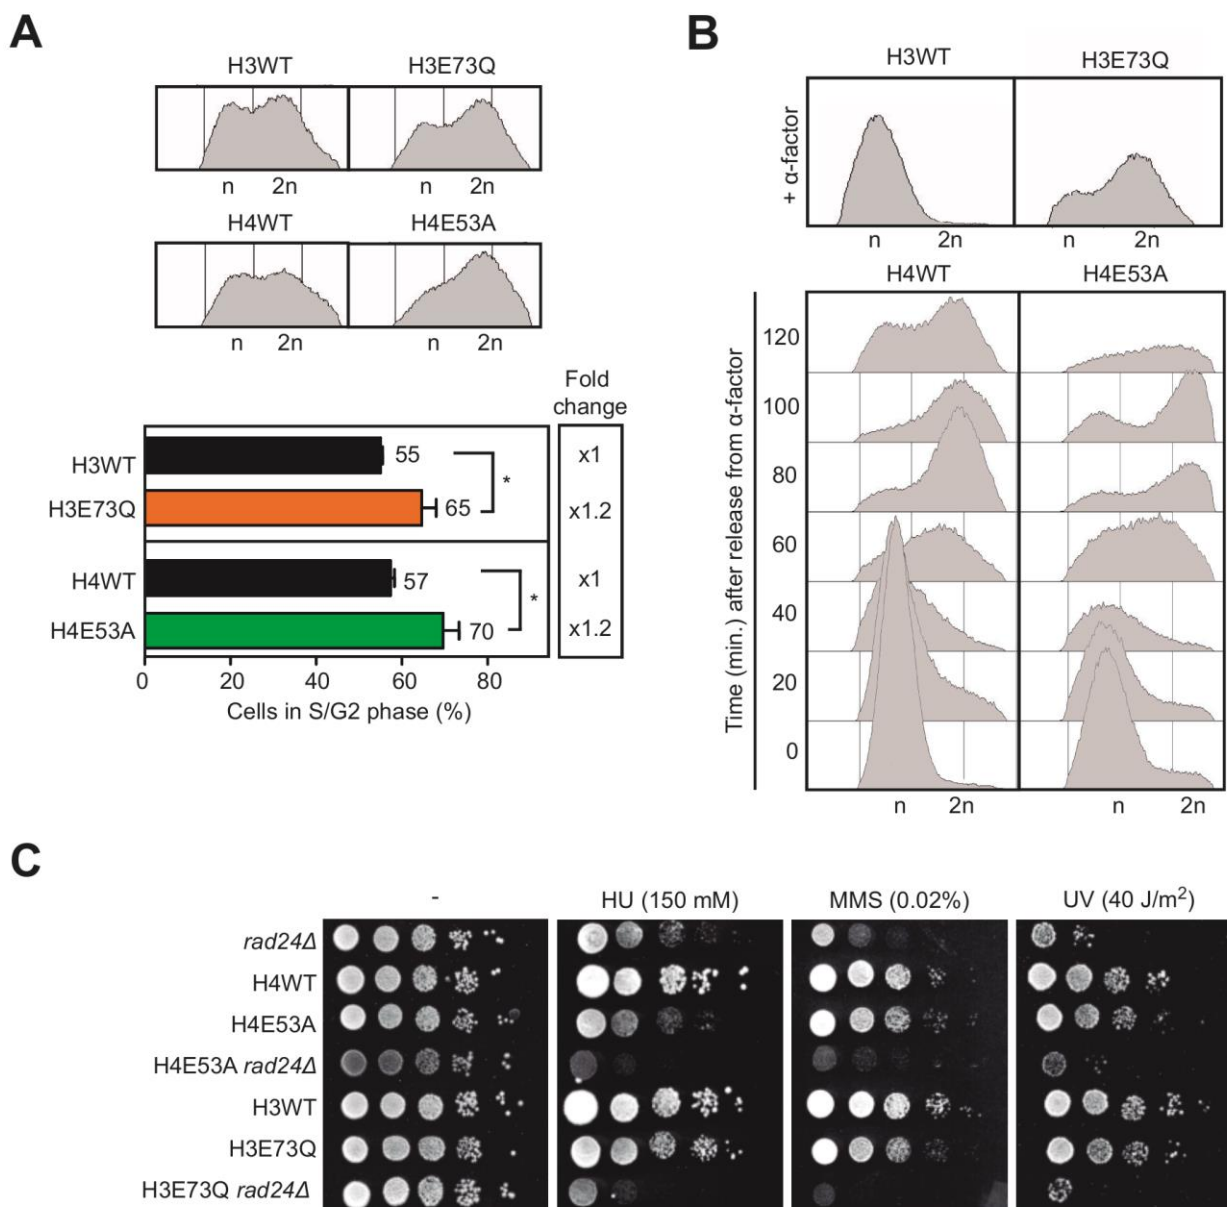 A
H3WT H3E73Q
n 2n n 2n
H4WT H4E53A
n 2n n 2n
Fold
change
H3WT 55 * x1
H3E73Q 65 x1.2
H4WT 57 * x1
H4E53A 70 x1.2
0 20 40 60 80
Cells in S/G2 phase (%)
B
H3WT H3E73Q
+ α-factor
n 2n n 2n
H4WT H4E53A
Time (min.) after release from α-factor
120
100
80
60
40
20
0
n 2n n 2n
C
- HU (150 mM) MMS (0.02%) UV (40 J/m²)
rad24Δ
H4WT
H4E53A
H4E53A rad24Δ
H3WT
H3E73Q
H3E73Q rad24Δ